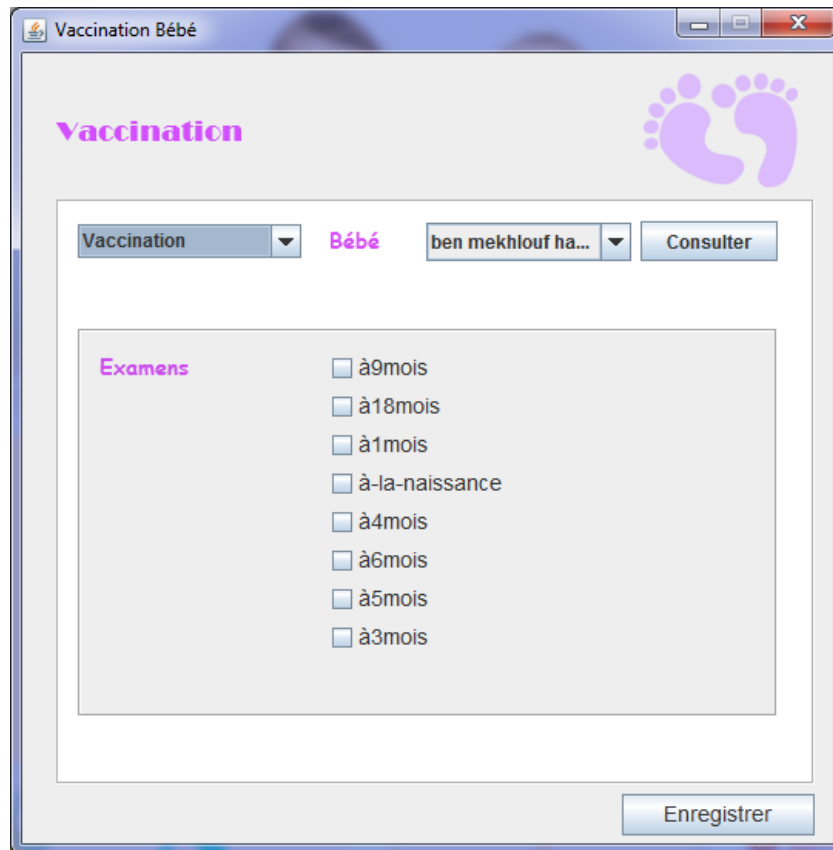 Vaccination Bébé
Vaccination
Vaccination Bébé ben mekhlouf ha... Consulter
Examens
à9mois
à18mois
à1mois
à-la-naissance
à4mois
à6mois
à5mois
à3mois
Enregistrer